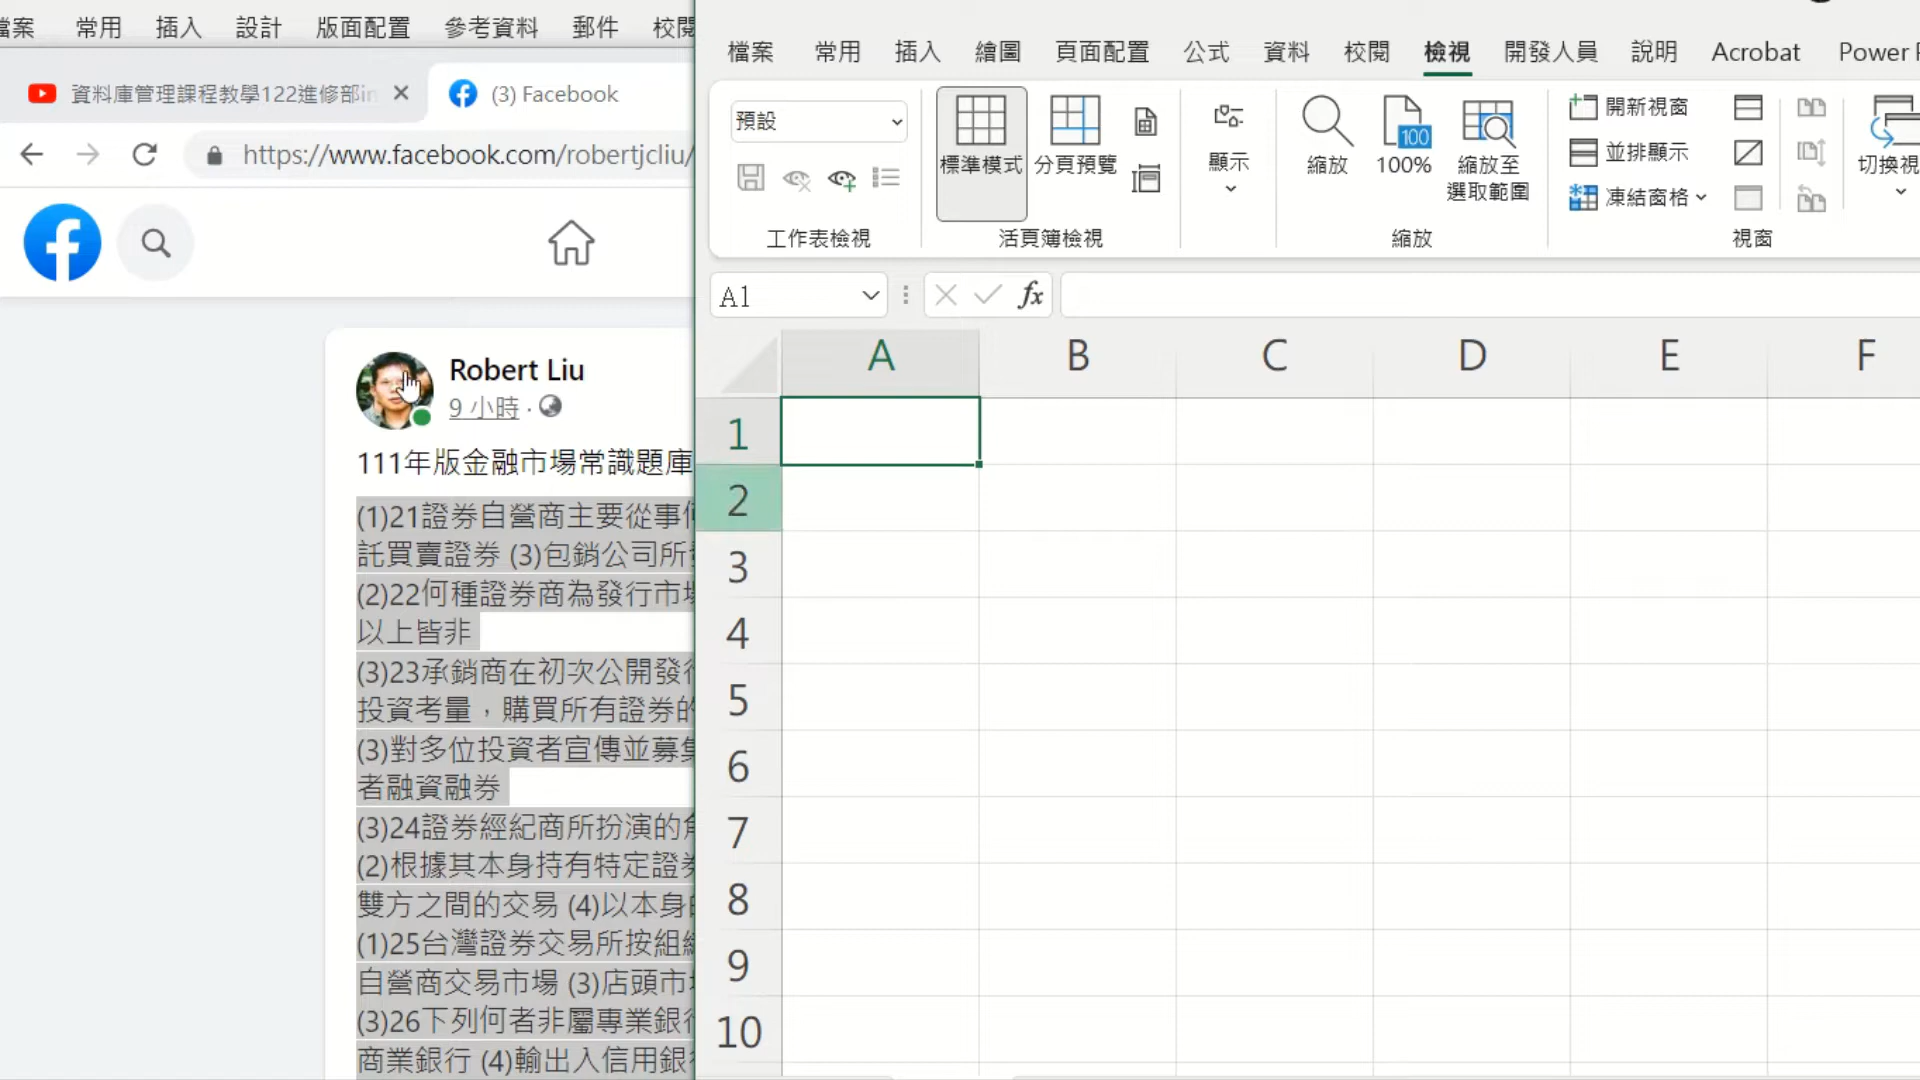 檔案 常用 插入 設計 版面配置 參考資料 郵件 校閱
資料庫管理課程教學122進修部in
(3) Facebook
https://www.facebook.com/robertjcliu/
Robert Liu
9 小時 ·
111年版金融市場常識題庫
(1)21證券自營商主要從事
託買賣證券 (3)包銷公司所
(2)22何種證券商為發行市
以上皆非
(3)23承銷商在初次公開發
投資考量，購買所有證券的
(3)對多位投資者宣傳並募
者融資融券
(3)24證券經紀商所扮演的
(2)根據其本身持有特定證
雙方之間的交易 (4)以本身
(1)25台灣證券交易所按組
自營商交易市場 (3)店頭市
(3)26下列何者非屬專業銀
商業銀行 (4)輸出入信用銀
檔案 常用 插入 繪圖 頁面配置 公式 資料 校閱 檢視 開發人員 說明 Acrobat Power
預設
標準模式 分頁預覽
顯示
縮放 100% 縮放至
選取範圍
100
開新視窗
並排顯示
凍結窗格
切換視
工作表檢視 活頁簿檢視 縮放 視窗
A1
fx
A B C D E F
1
2
3
4
5
6
7
8
9
10